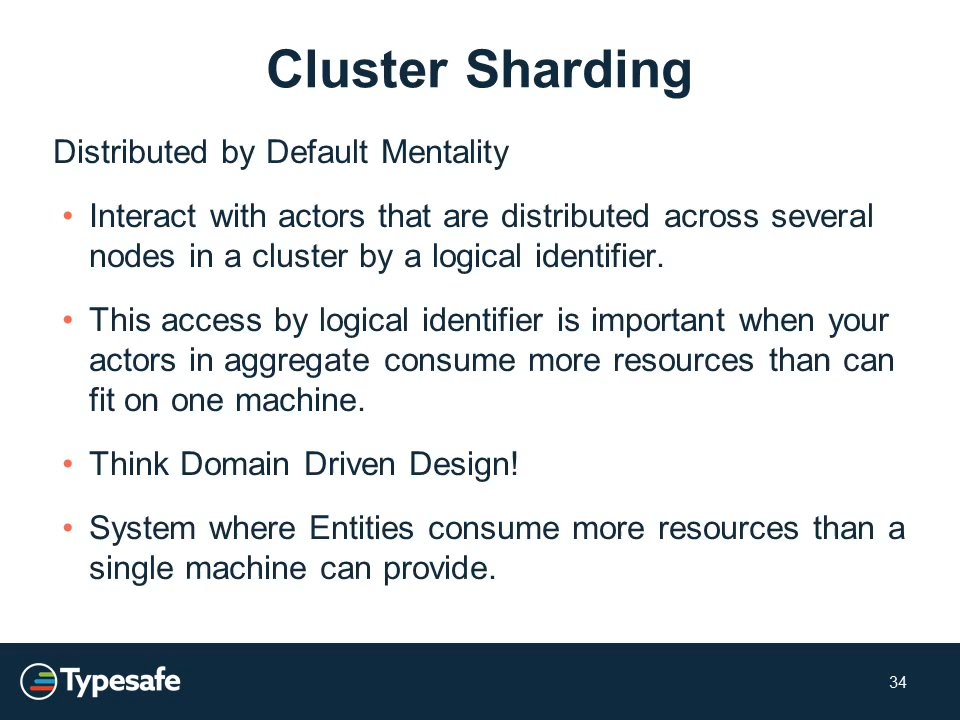 Cluster Sharding
Distributed by Default Mentality
• Interact with actors that are distributed across several
nodes in a cluster by a logical identifier.
• This access by logical identifier is important when your
actors in aggregate consume more resources than can
fit on one machine.
• Think Domain Driven Design!
• System where Entities consume more resources than a
single machine can provide.
Typesafe
34